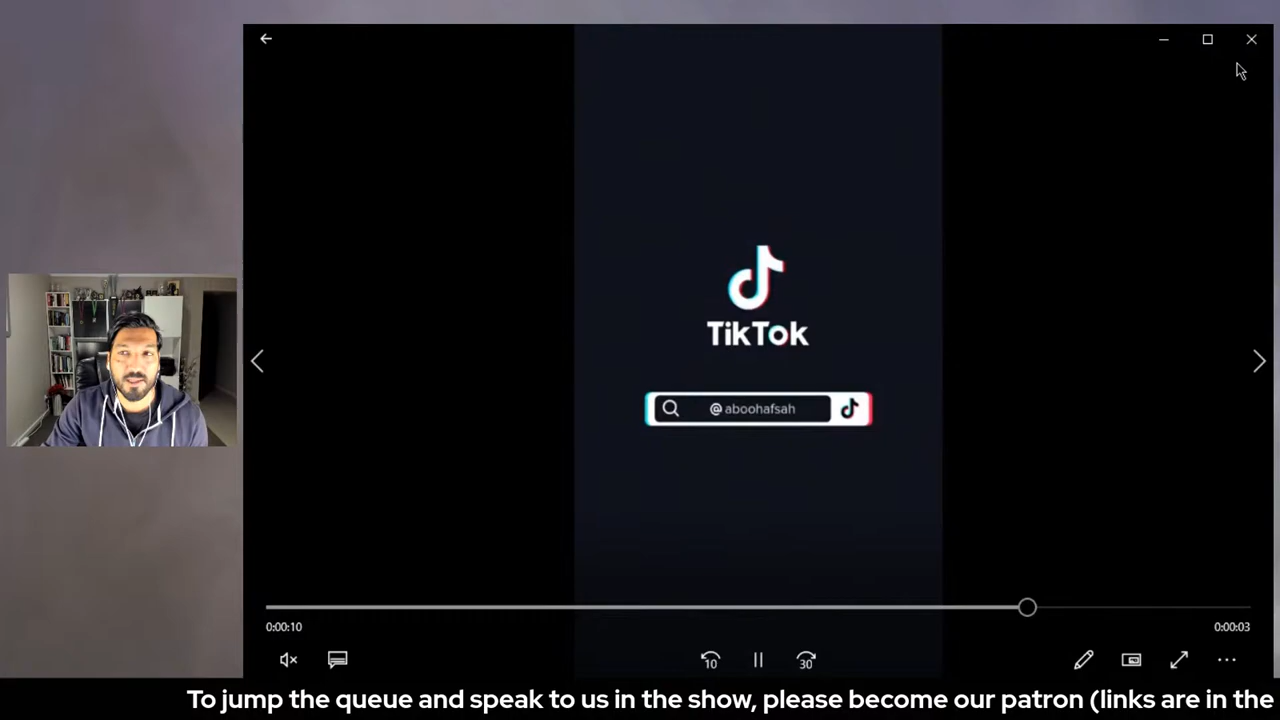 TikTok
@aboohafsah
0:00:10
0:00:03
10
30
To jump the queue and speak to us in the show, please become our patron (links are in the